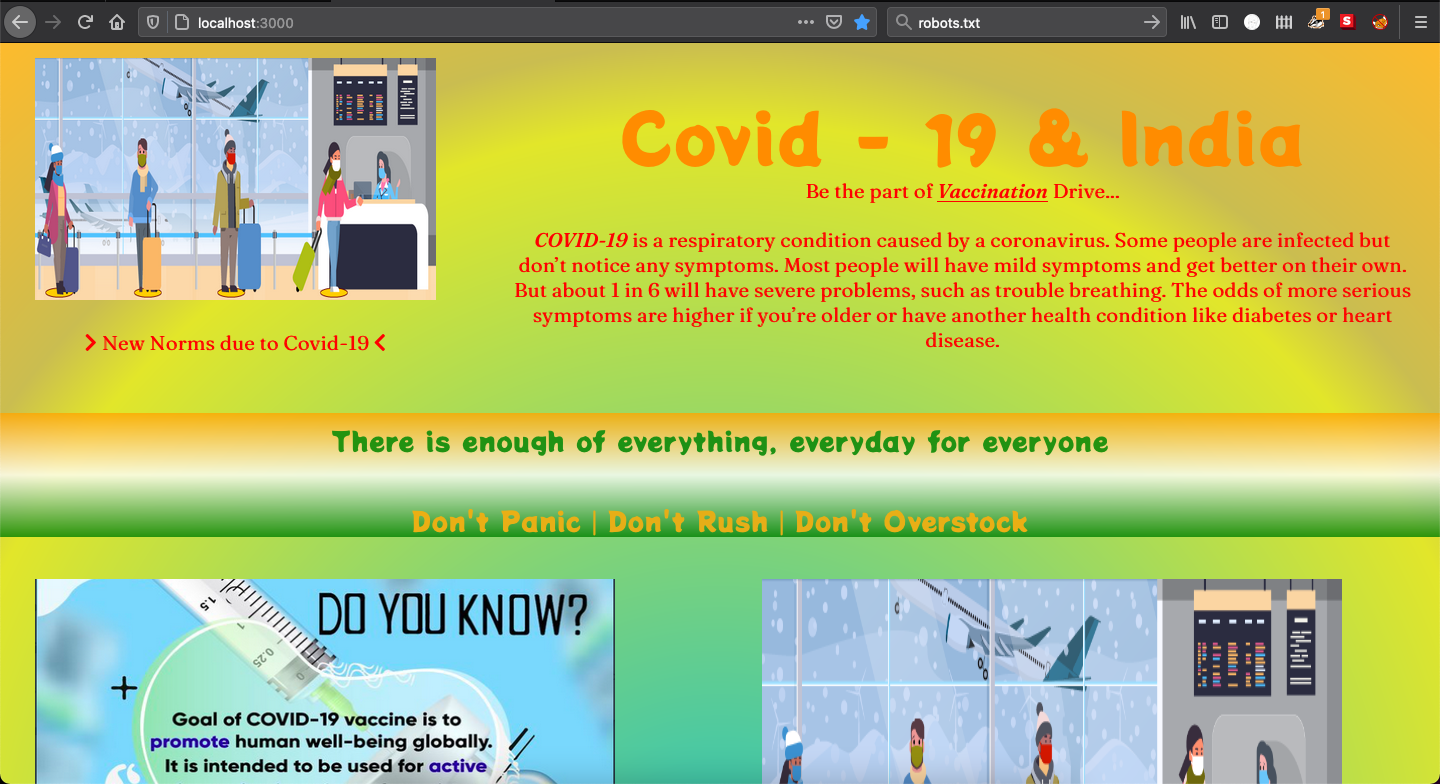 localhost:3000
robots.txt
1
S
Covid - 19 & India
Be the part of Vaccination Drive...
COVID-19 is a respiratory condition caused by a coronavirus. Some people are infected but
don't notice any symptoms. Most people will have mild symptoms and get better on their own.
But about 1 in 6 will have severe problems, such as trouble breathing. The odds of more serious
symptoms are higher if you're older or have another health condition like diabetes or heart
disease.
New Norms due to Covid-19
There is enough of everything, everyday for everyone
Don't Panic | Don't Rush | Don't Overstock
1.5
1
0.25
0
DO YOU KNOW?
Goal of COVID-19 vaccine is to
promote human well-being globally.
It is intended to be used for active